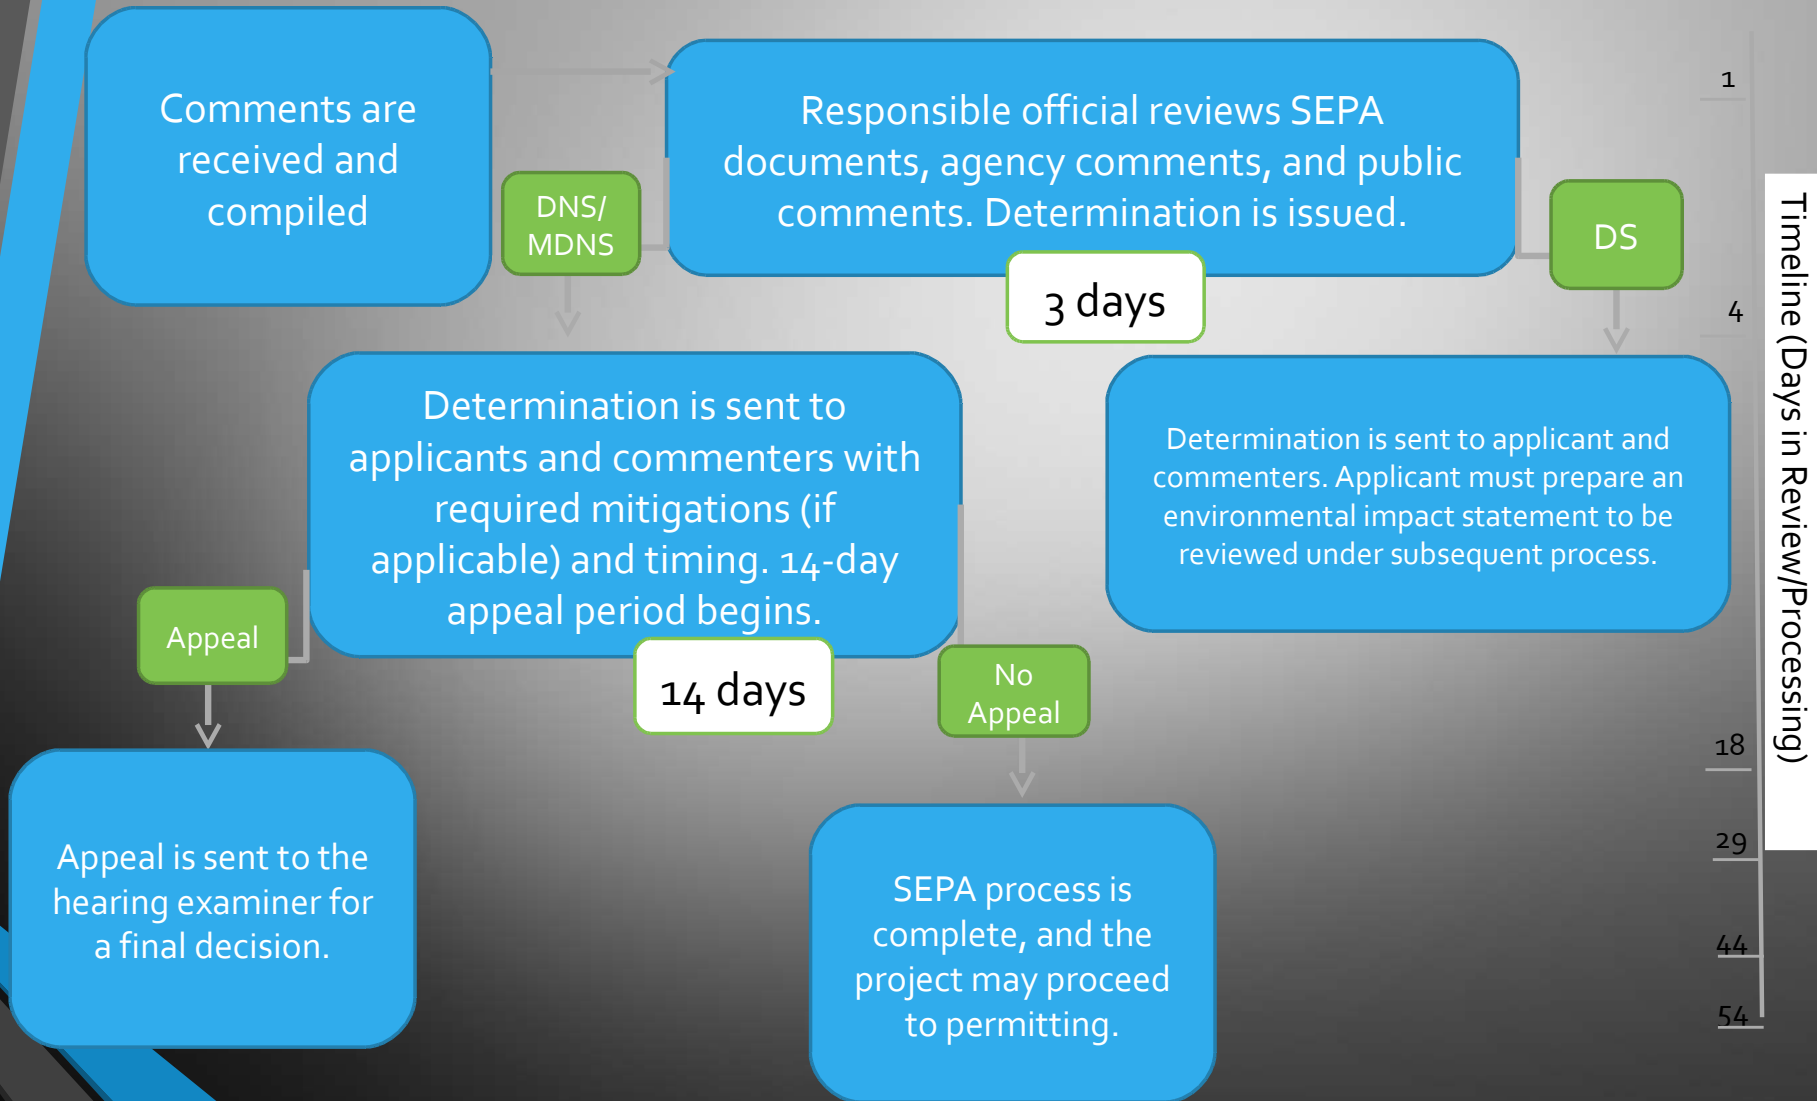 Comments are
received and
compiled
Responsible official reviews SEPA
documents, agency comments, and public
comments. Determination is issued.
DNS/
MDNS
DS
3 days
Determination is sent to
applicants and commenters with
required mitigations (if
applicable) and timing. 14-day
appeal period begins.
Determination is sent to applicant and
commenters. Applicant must prepare an
environmental impact statement to be
reviewed under subsequent process.
Appeal
14 days
No
Appeal
Appeal is sent to the
hearing examiner for
a final decision.
SEPA process is
complete, and the
project may proceed
to permitting.
1
4
18
29
44
54
Timeline (Days in Review/Processing)